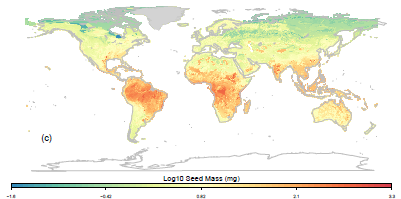 (c)
Log10 Seed Mass (mg)
-1.6 -0.42 0.82 2.1 3.3